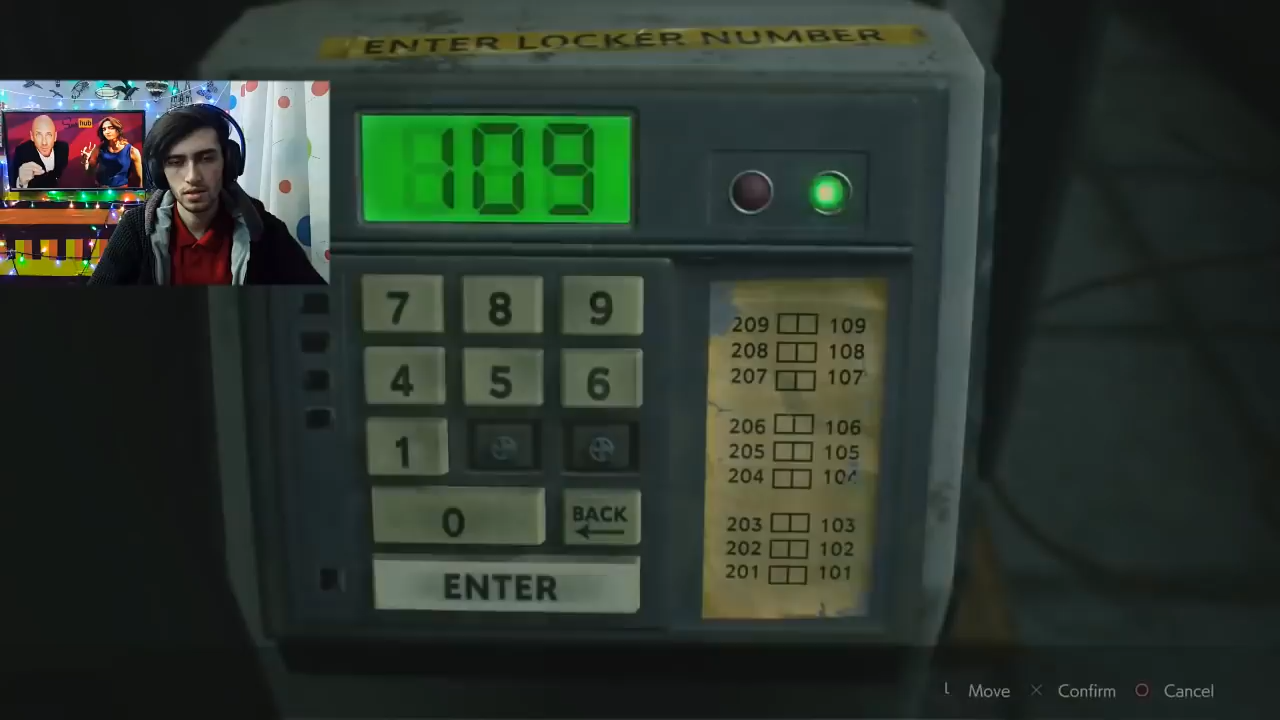 ENTER LOCKER NUMBER
hub
109
7 8 9
4 5 6
1
0 BACK
ENTER
209 109
208 108
207 107
206 106
205 105
204 104
203 103
202 102
201 101
L Move Confirm Cancel